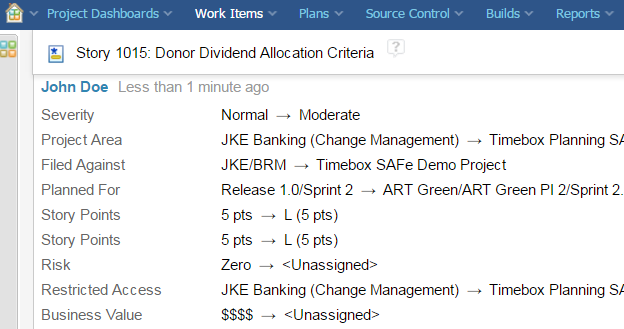 Project Dashboards Work Items Plans Source Control Builds Reports
Story 1015: Donor Dividend Allocation Criteria ?
John Doe Less than 1 minute ago
Severity Normal → Moderate
Project Area JKE Banking (Change Management) → Timebox Planning SA
Filed Against JKE/BRM → Timebox SAFe Demo Project
Planned For Release 1.0/Sprint 2 → ART Green/ART Green PI 2/Sprint 2.
Story Points 5 pts → L (5 pts)
Story Points 5 pts → L (5 pts)
Risk Zero → <Unassigned>
Restricted Access JKE Banking (Change Management) → Timebox Planning SA
Business Value $$$$ → <Unassigned>